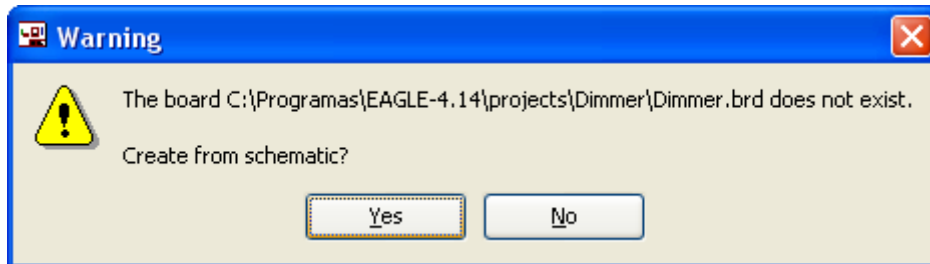 Warning
The board C:\Programas\EAGLE-4.14\projects\Dimmer\Dimmer.brd does not exist.
Create from schematic?
Yes No